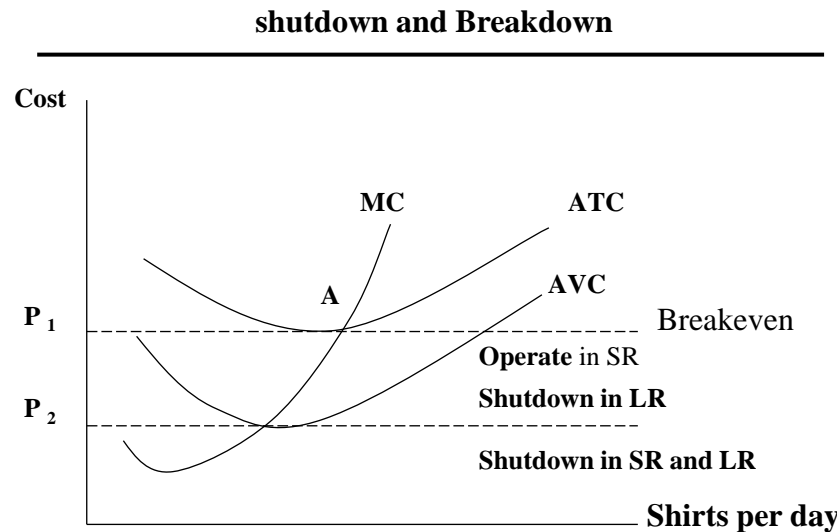 shutdown and Breakdown
Cost
MC
ATC
A
AVC
P 1
Breakeven
Operate in SR
Shutdown in LR
P 2
Shutdown in SR and LR
Shirts per day